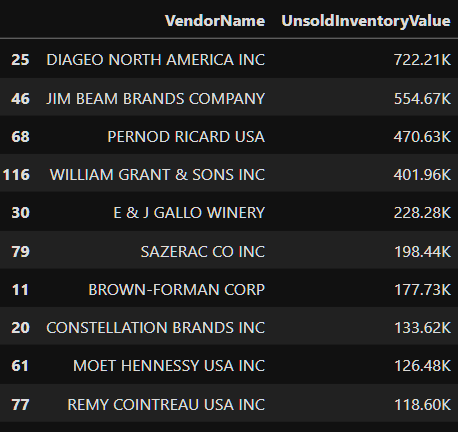 VendorName UnsoldInventoryValue
25 DIAGEO NORTH AMERICA INC 722.21K
46 JIM BEAM BRANDS COMPANY 554.67K
68 PERNOD RICARD USA 470.63K
116 WILLIAM GRANT & SONS INC 401.96K
30 E & J GALLO WINERY 228.28K
79 SAZERAC CO INC 198.44K
11 BROWN-FORMAN CORP 177.73K
20 CONSTELLATION BRANDS INC 133.62K
61 MOET HENNESSY USA INC 126.48K
77 REMY COINTREAU USA INC 118.60K